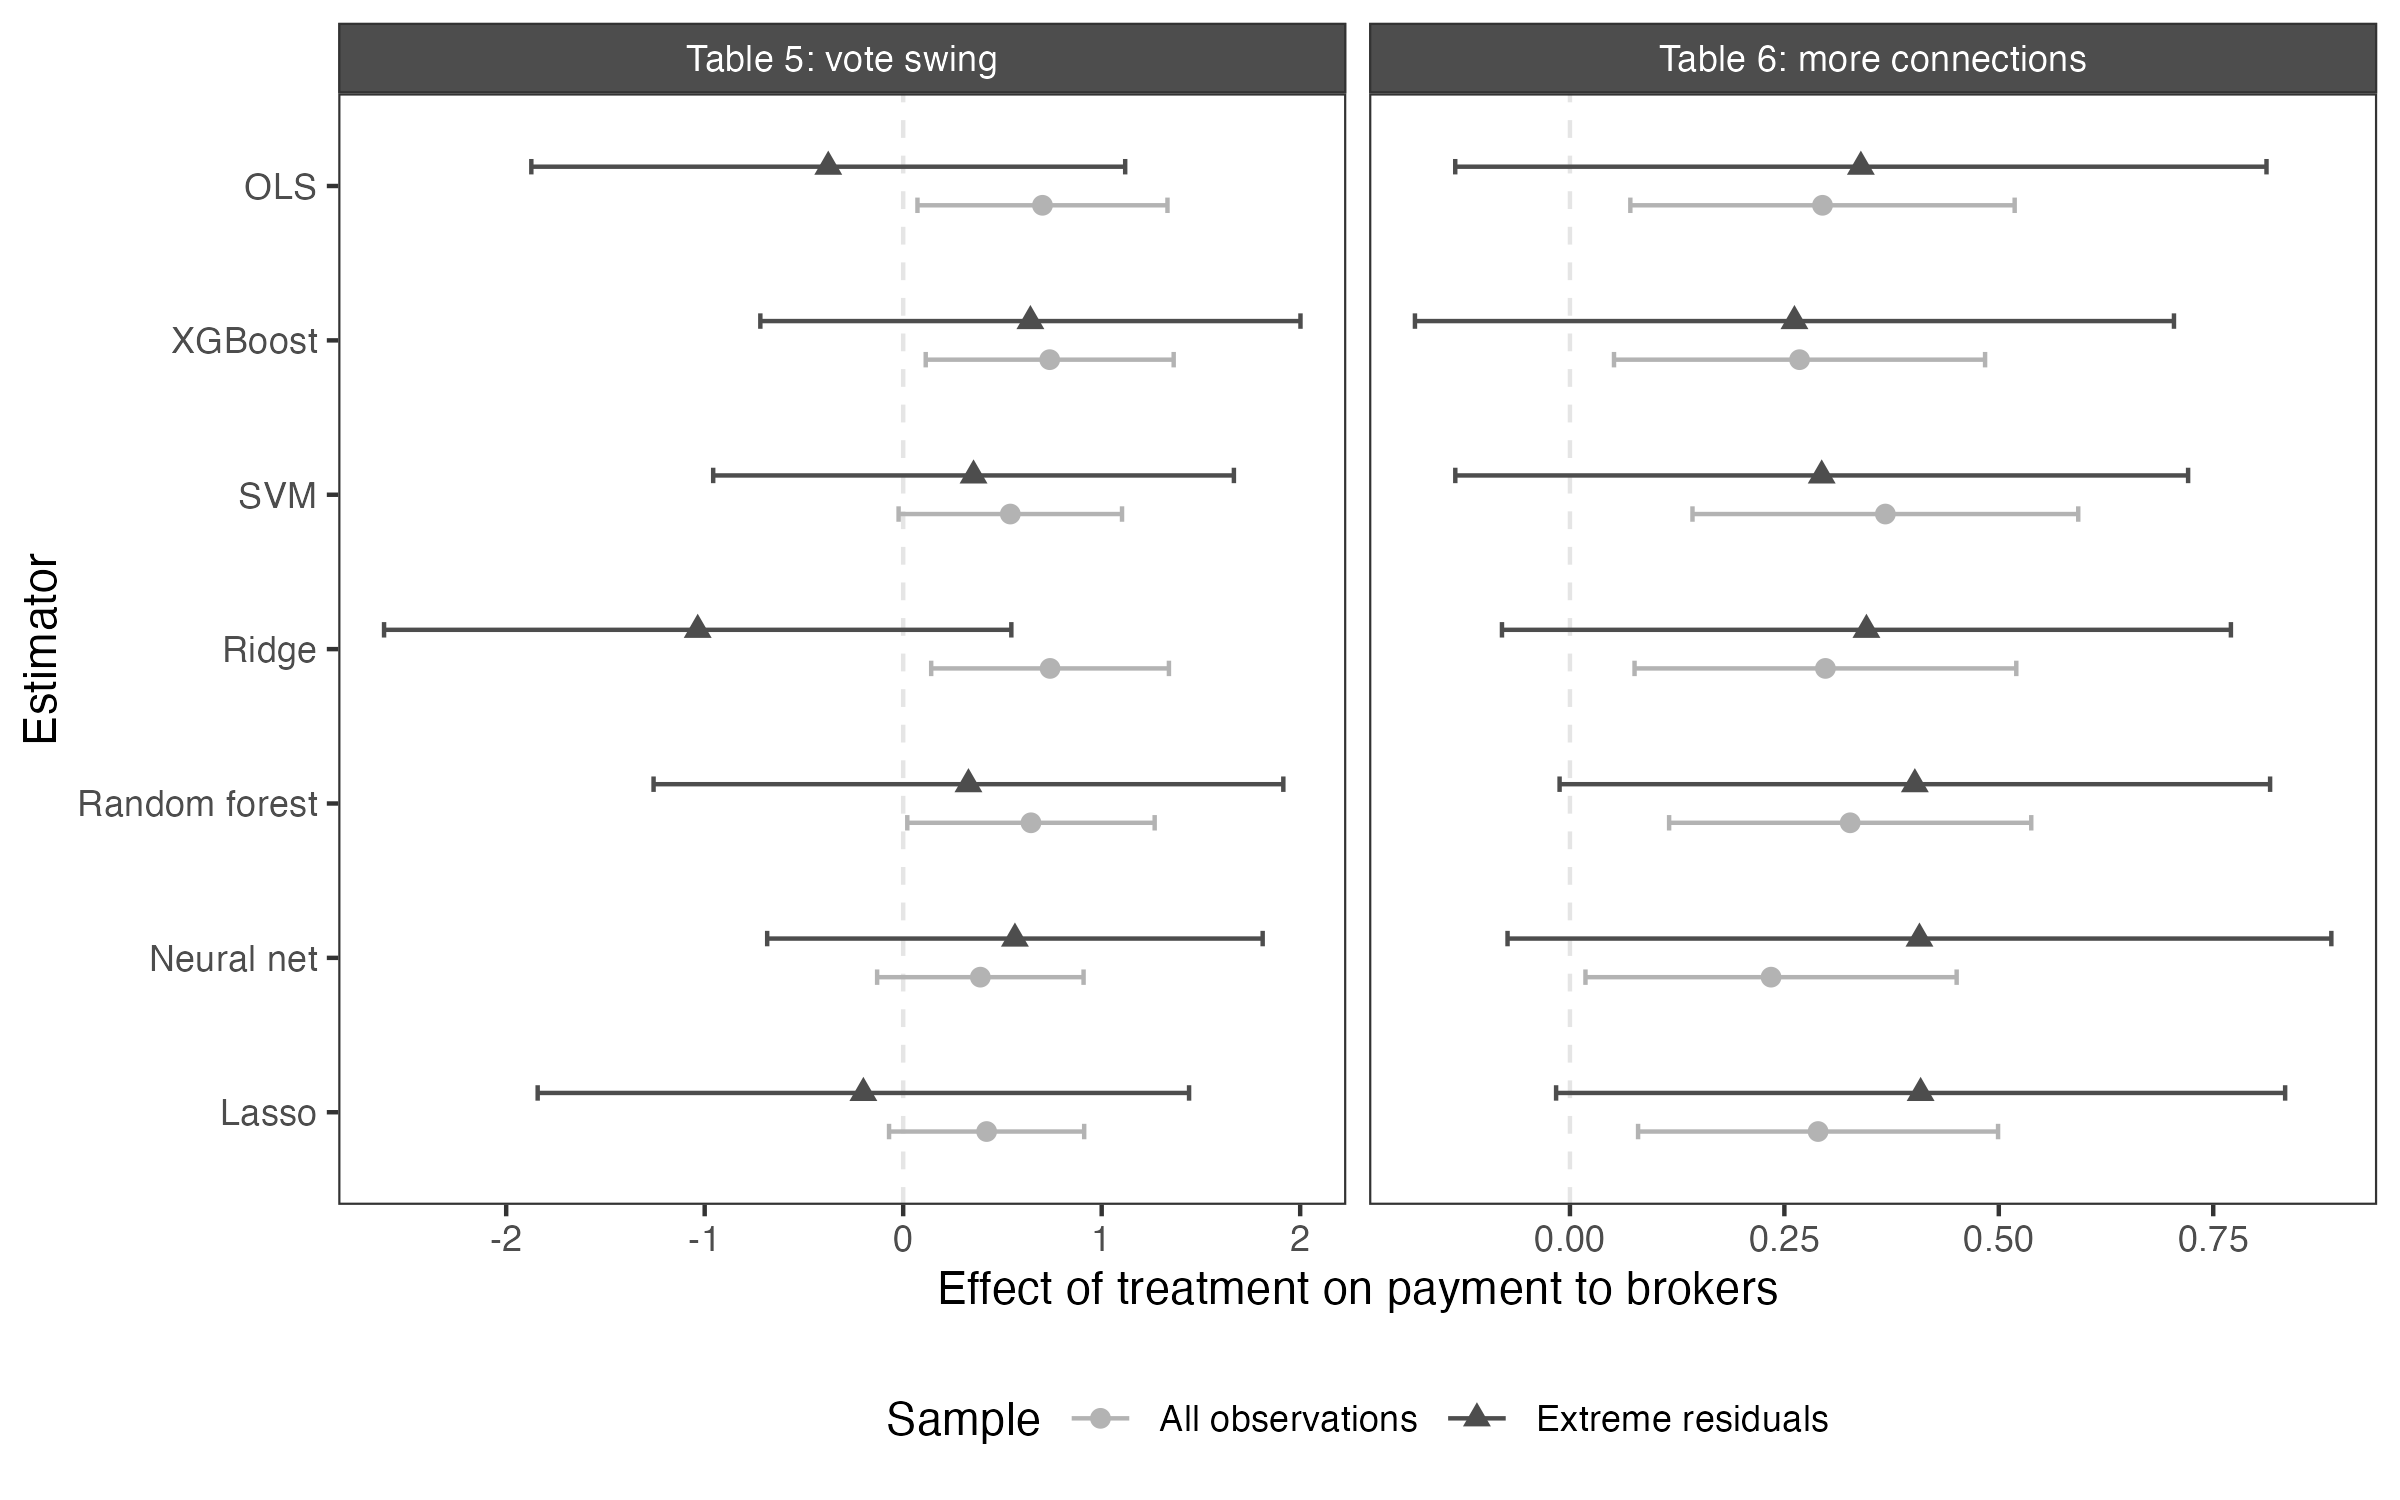 Table 5: vote swing
Table 6: more connections
Estimator
OLS
XGBoost
SVM
Ridge
Random forest
Neural net
Lasso
-2 -1 0 1 2
0.00 0.25 0.50 0.75
Effect of treatment on payment to brokers
Sample All observations Extreme residuals